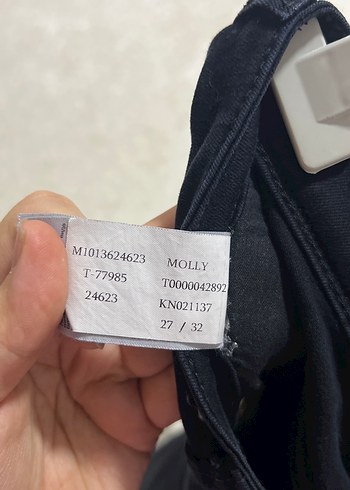 M1013624623
T-77985
24623
MOLLY
T0000042892
KN021137
27 / 32